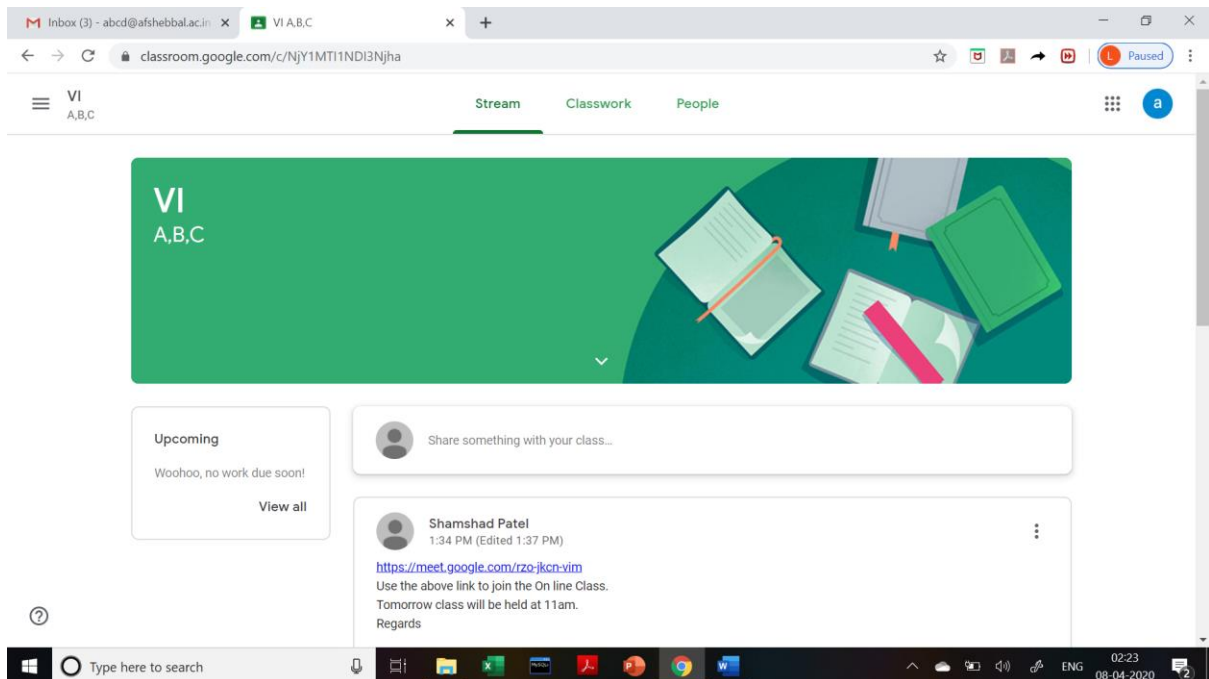 Inbox (3) - abcd@afshebbal.ac.in
VI A,B,C
classroom.google.com/c/NjY1MTI1NDI3Njha
L Paused
VI
A,B,C
Stream Classwork People
a
VI
A,B,C
Upcoming
Woohoo, no work due soon!
View all
Share something with your class...
Shamshad Patel
1:34 PM (Edited 1:37 PM)
https://meet.google.com/rzo-jkcn-vim
Use the above link to join the On line Class.
Tomorrow class will be held at 11am.
Regards
Type here to search
ENG
02:23
08-04-2020
2